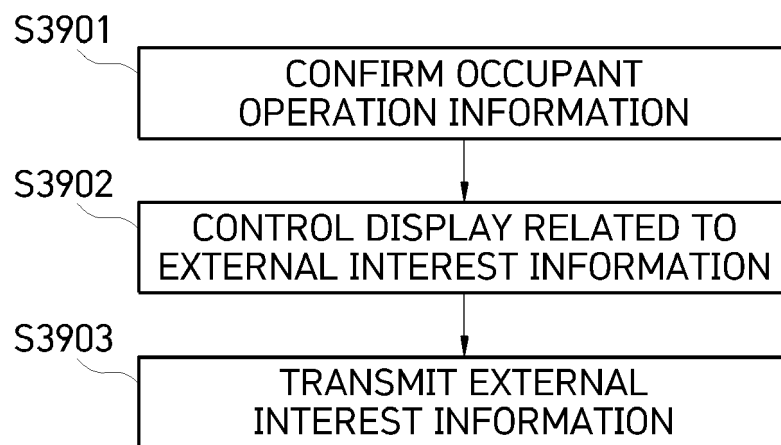 S3901
CONFIRM OCCUPANT
OPERATION INFORMATION
S3902
CONTROL DISPLAY RELATED TO
EXTERNAL INTEREST INFORMATION
S3903
TRANSMIT EXTERNAL
INTEREST INFORMATION